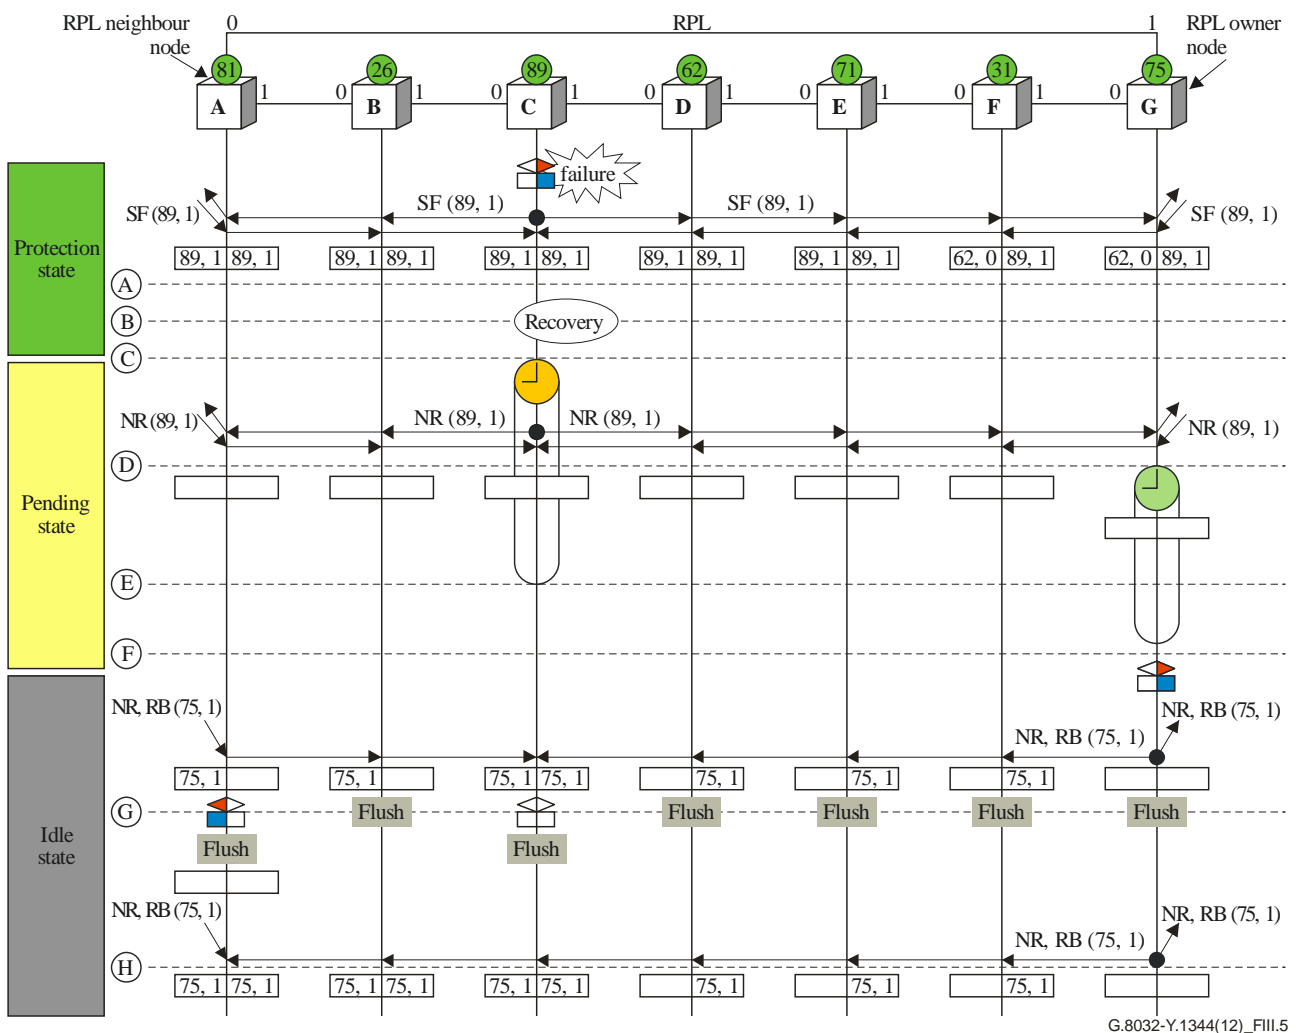 RPL neighbour node
0
RPL
1
RPL owner node
81
26
89
62
71
31
75
A 1
0 B 1
0 C 1
0 D 1
0 E 1
0 F 1
0 G
failure
SF (89, 1)
SF (89, 1)
SF (89, 1)
SF (89, 1)
Protection state
89, 1 89, 1
89, 1 89, 1
89, 1 89, 1
89, 1 89, 1
89, 1 89, 1
62, 0 89, 1
62, 0 89, 1
A
B
Recovery
C
NR (89, 1)
NR (89, 1)
NR (89, 1)
NR (89, 1)
D
Pending state
E
F
NR, RB (75, 1)
NR, RB (75, 1)
NR, RB (75, 1)
75, 1
75, 1
75, 1 75, 1
75, 1
75, 1
75, 1
G
Flush
Flush
Flush
Flush
Flush
Idle state
Flush
Flush
NR, RB (75, 1)
NR, RB (75, 1)
NR, RB (75, 1)
H
75, 1 75, 1
75, 1 75, 1
75, 1 75, 1
75, 1
75, 1
75, 1
G.8032-Y.1344(12)_FIII.5